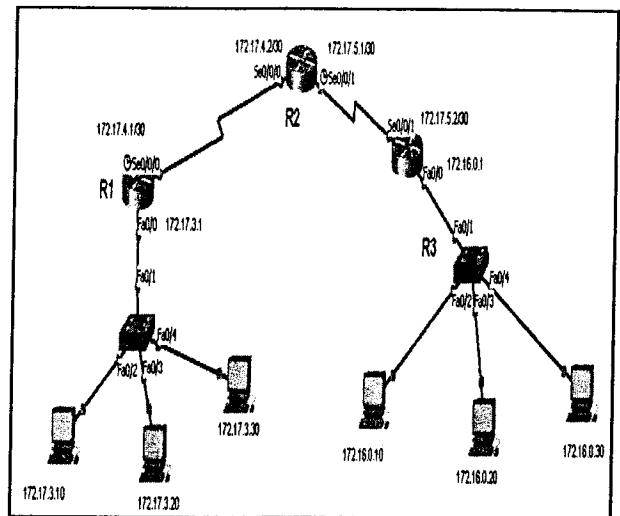 172.17.4.2/30
172.17.5.1/30
Se0/0/0
Se0/0/1
R2
172.17.4.1/30
Se0/0/0
R1
Fa0/0
172.17.3.1
Fa0/1
Fa0/4
Fa0/2
Fa0/3
172.17.3.30
172.17.3.10
172.17.3.20
172.17.5.2/30
Se0/0/1
172.16.0.1
Fa0/0
Fa0/1
R3
Fa0/4
Fa0/2
Fa0/3
172.16.0.10
172.16.0.20
172.16.0.30